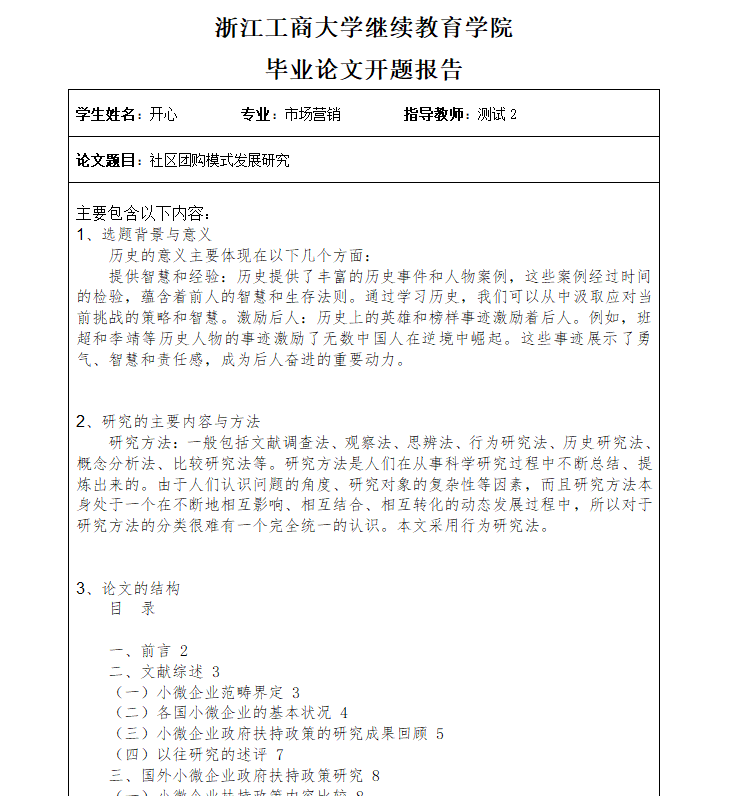 浙江工商大学继续教育学院
毕业论文开题报告
学生姓名：开心 专业：市场营销 指导教师：测试 2
论文题目：社区团购模式发展研究
主要包含以下内容：
1、选题背景与意义
历史的意义主要体现在以下几个方面：
提供智慧和经验：历史提供了丰富的历史事件和人物案例，这些案例经过时间
的检验，蕴含着前人的智慧和生存法则。通过学习历史，我们可以从中汲取应对当
前挑战的策略和智慧。激励后人：历史上的英雄和榜样事迹激励着后人。例如，班
超和李靖等历史人物的事迹激励了无数中国人在逆境中崛起。这些事迹展示了勇
气、智慧和责任感，成为后人奋进的重要动力。
2、研究的主要内容与方法
研究方法：一般包括文献调查法、观察法、思辨法、行为研究法、历史研究法、
概念分析法、比较研究法等。研究方法是人们在从事科学研究过程中不断总结、提
炼出来的。由于人们认识问题的角度、研究对象的复杂性等因素，而且研究方法本
身处于一个在不断地相互影响、相互结合、相互转化的动态发展过程中，所以对于
研究方法的分类很难有一个完全统一的认识。本文采用行为研究法。
3、论文的结构
目 录
一、前言 2
二、文献综述 3
（一）小微企业范畴界定 3
（二）各国小微企业的基本状况 4
（三）小微企业政府扶持政策的研究成果回顾 5
（四）以往研究的述评 7
三、国外小微企业政府扶持政策研究 8
（一）小微企业扶持政策内容比较 8